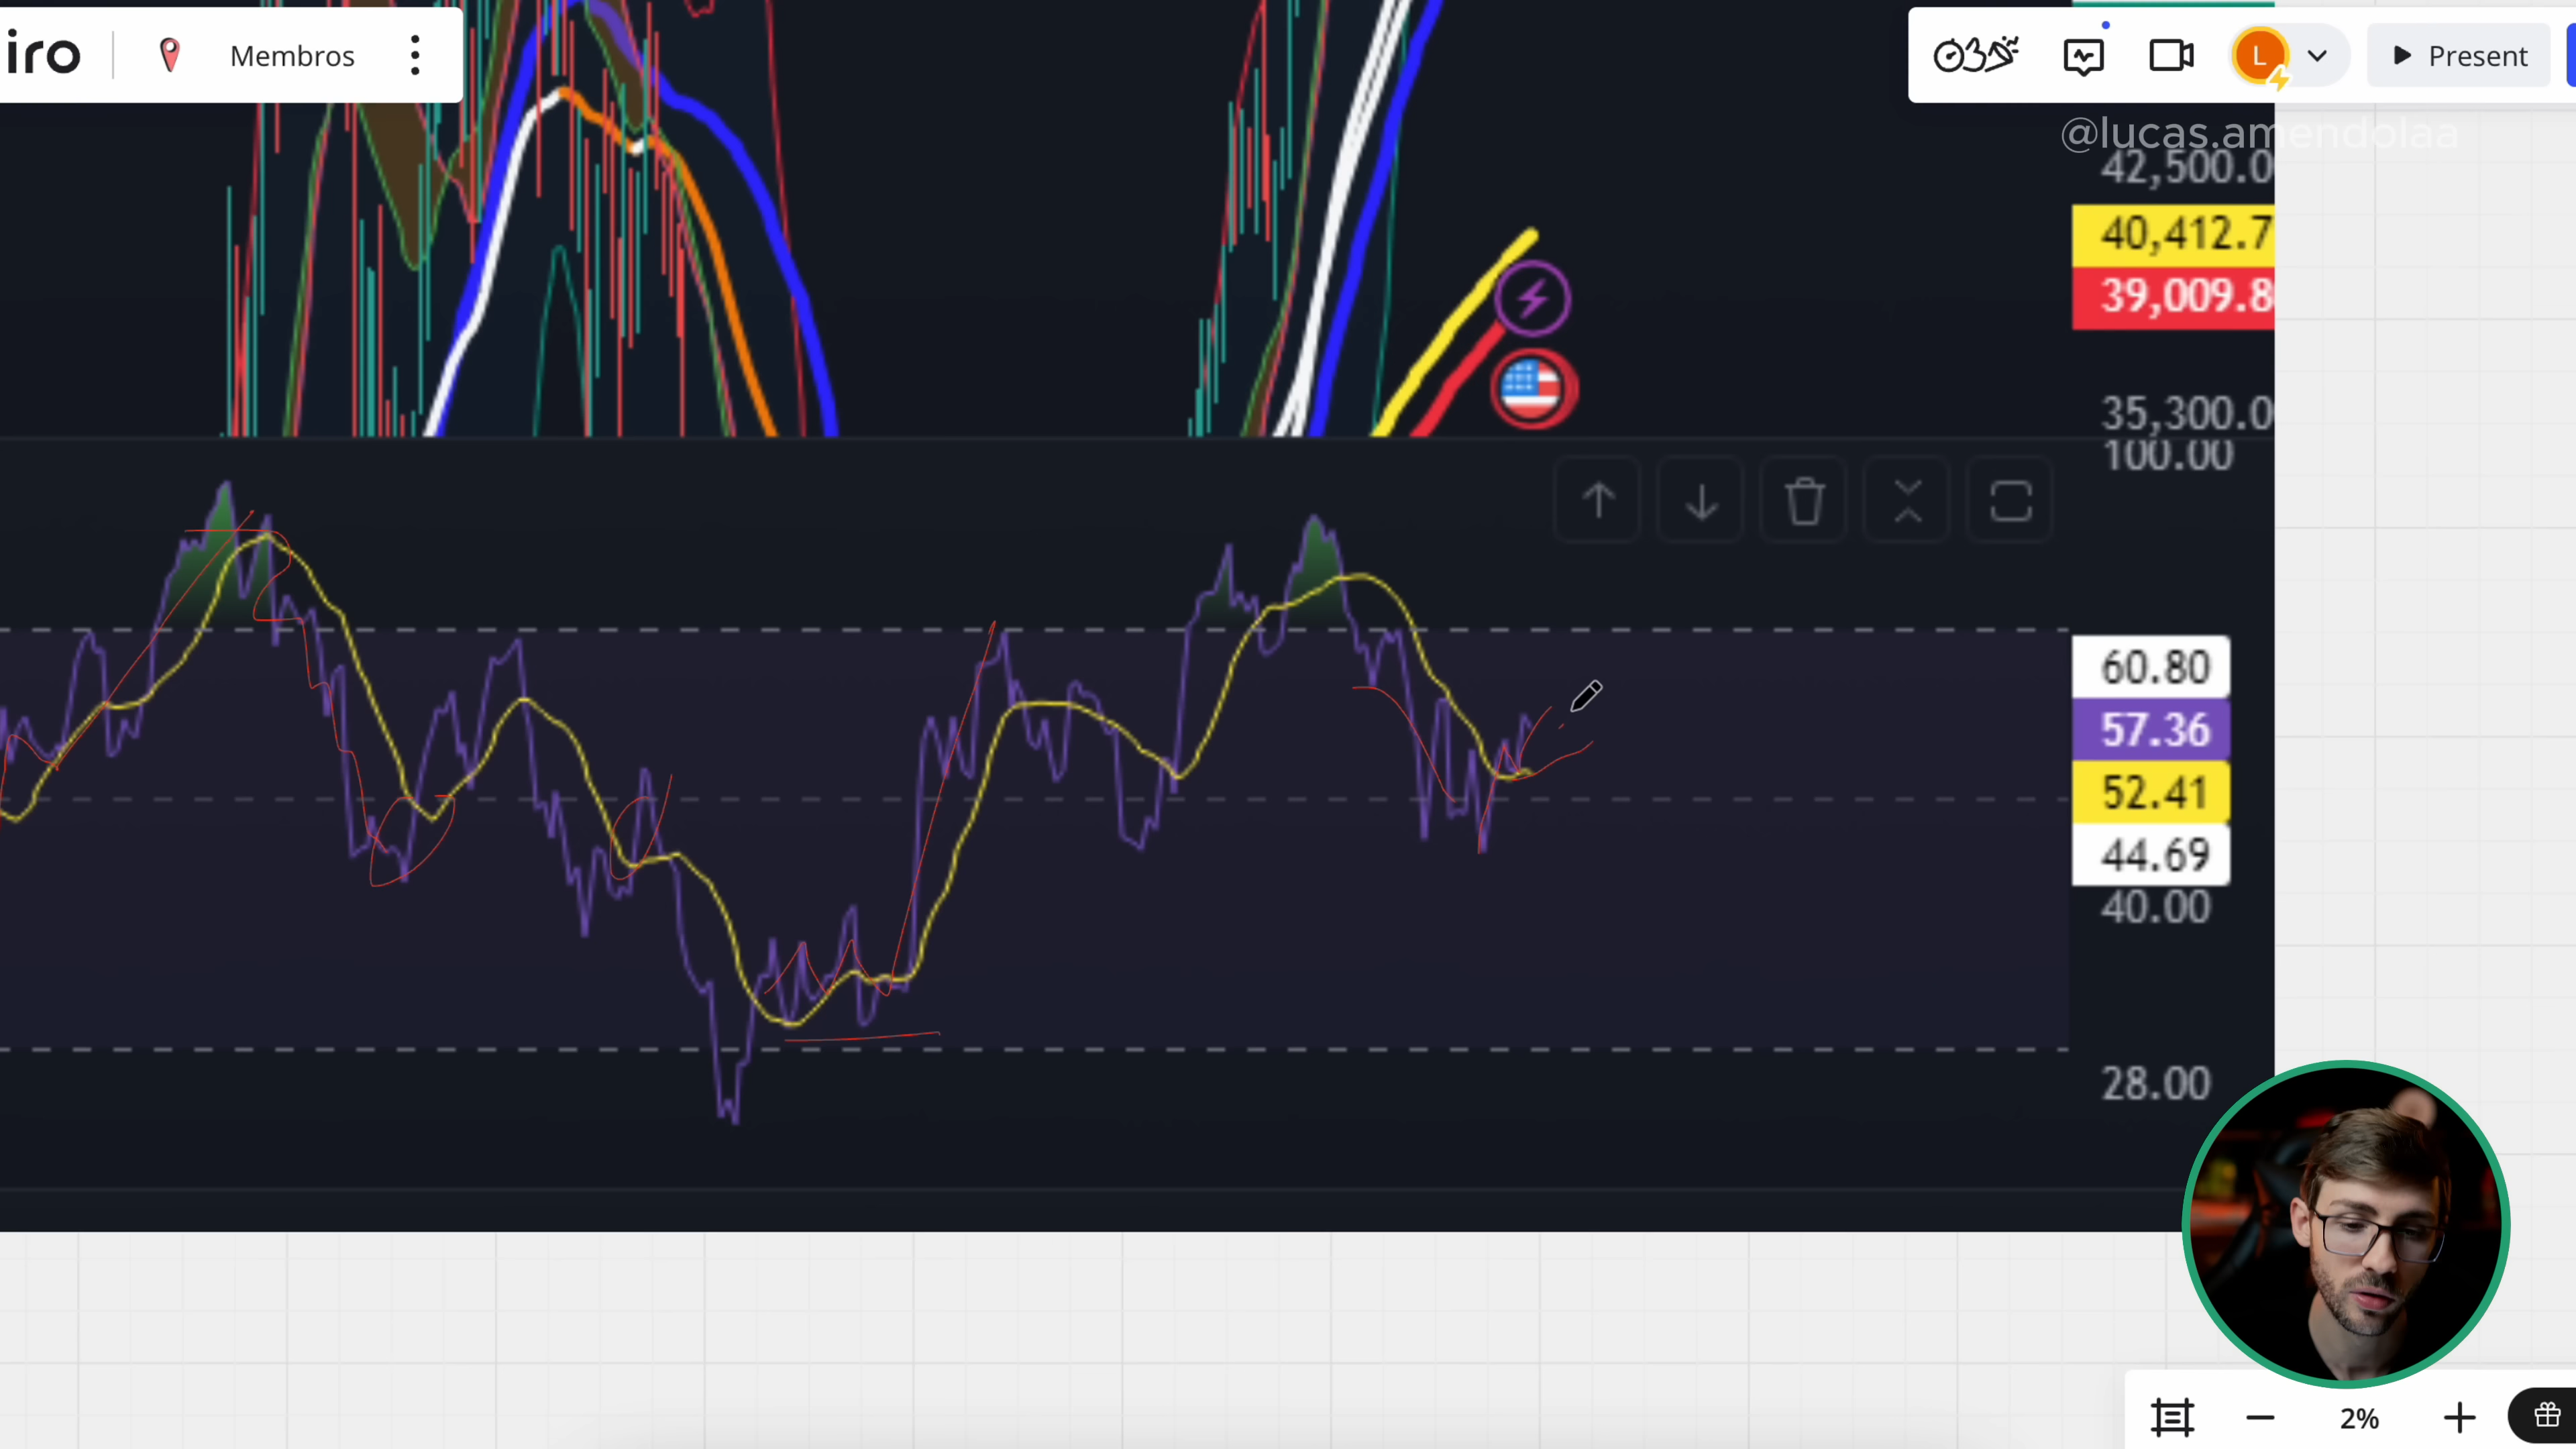 iro
Membros
L
Present
@lucas.amendolaa
42,500.0
40,412.7
39,009.8
35,300.0
100.00
60.80
57.36
52.41
44.69
40.00
28.00
2%